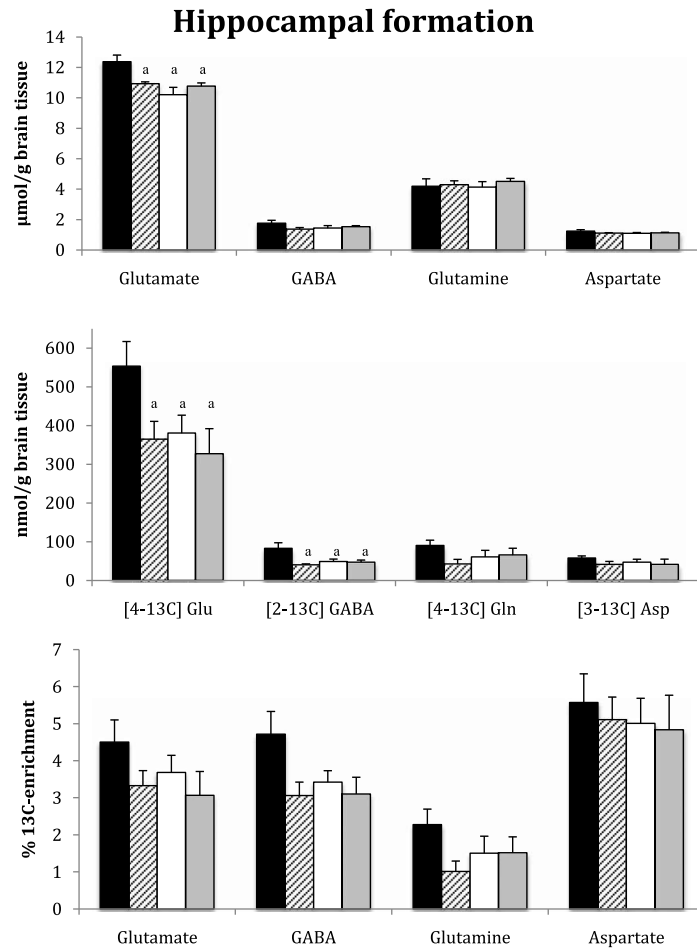 Hippocampal formation
µmol/g brain tissue
14
12
10
8
6
4
2
0
a a a
Glutamate GABA Glutamine Aspartate
nmol/g brain tissue
600
500
400
300
200
100
0
a a a
a a a
[4-13C] Glu [2-13C] GABA [4-13C] Gln [3-13C] Asp
% 13C-enrichment
7
6
5
4
3
2
1
0
Glutamate GABA Glutamine Aspartate